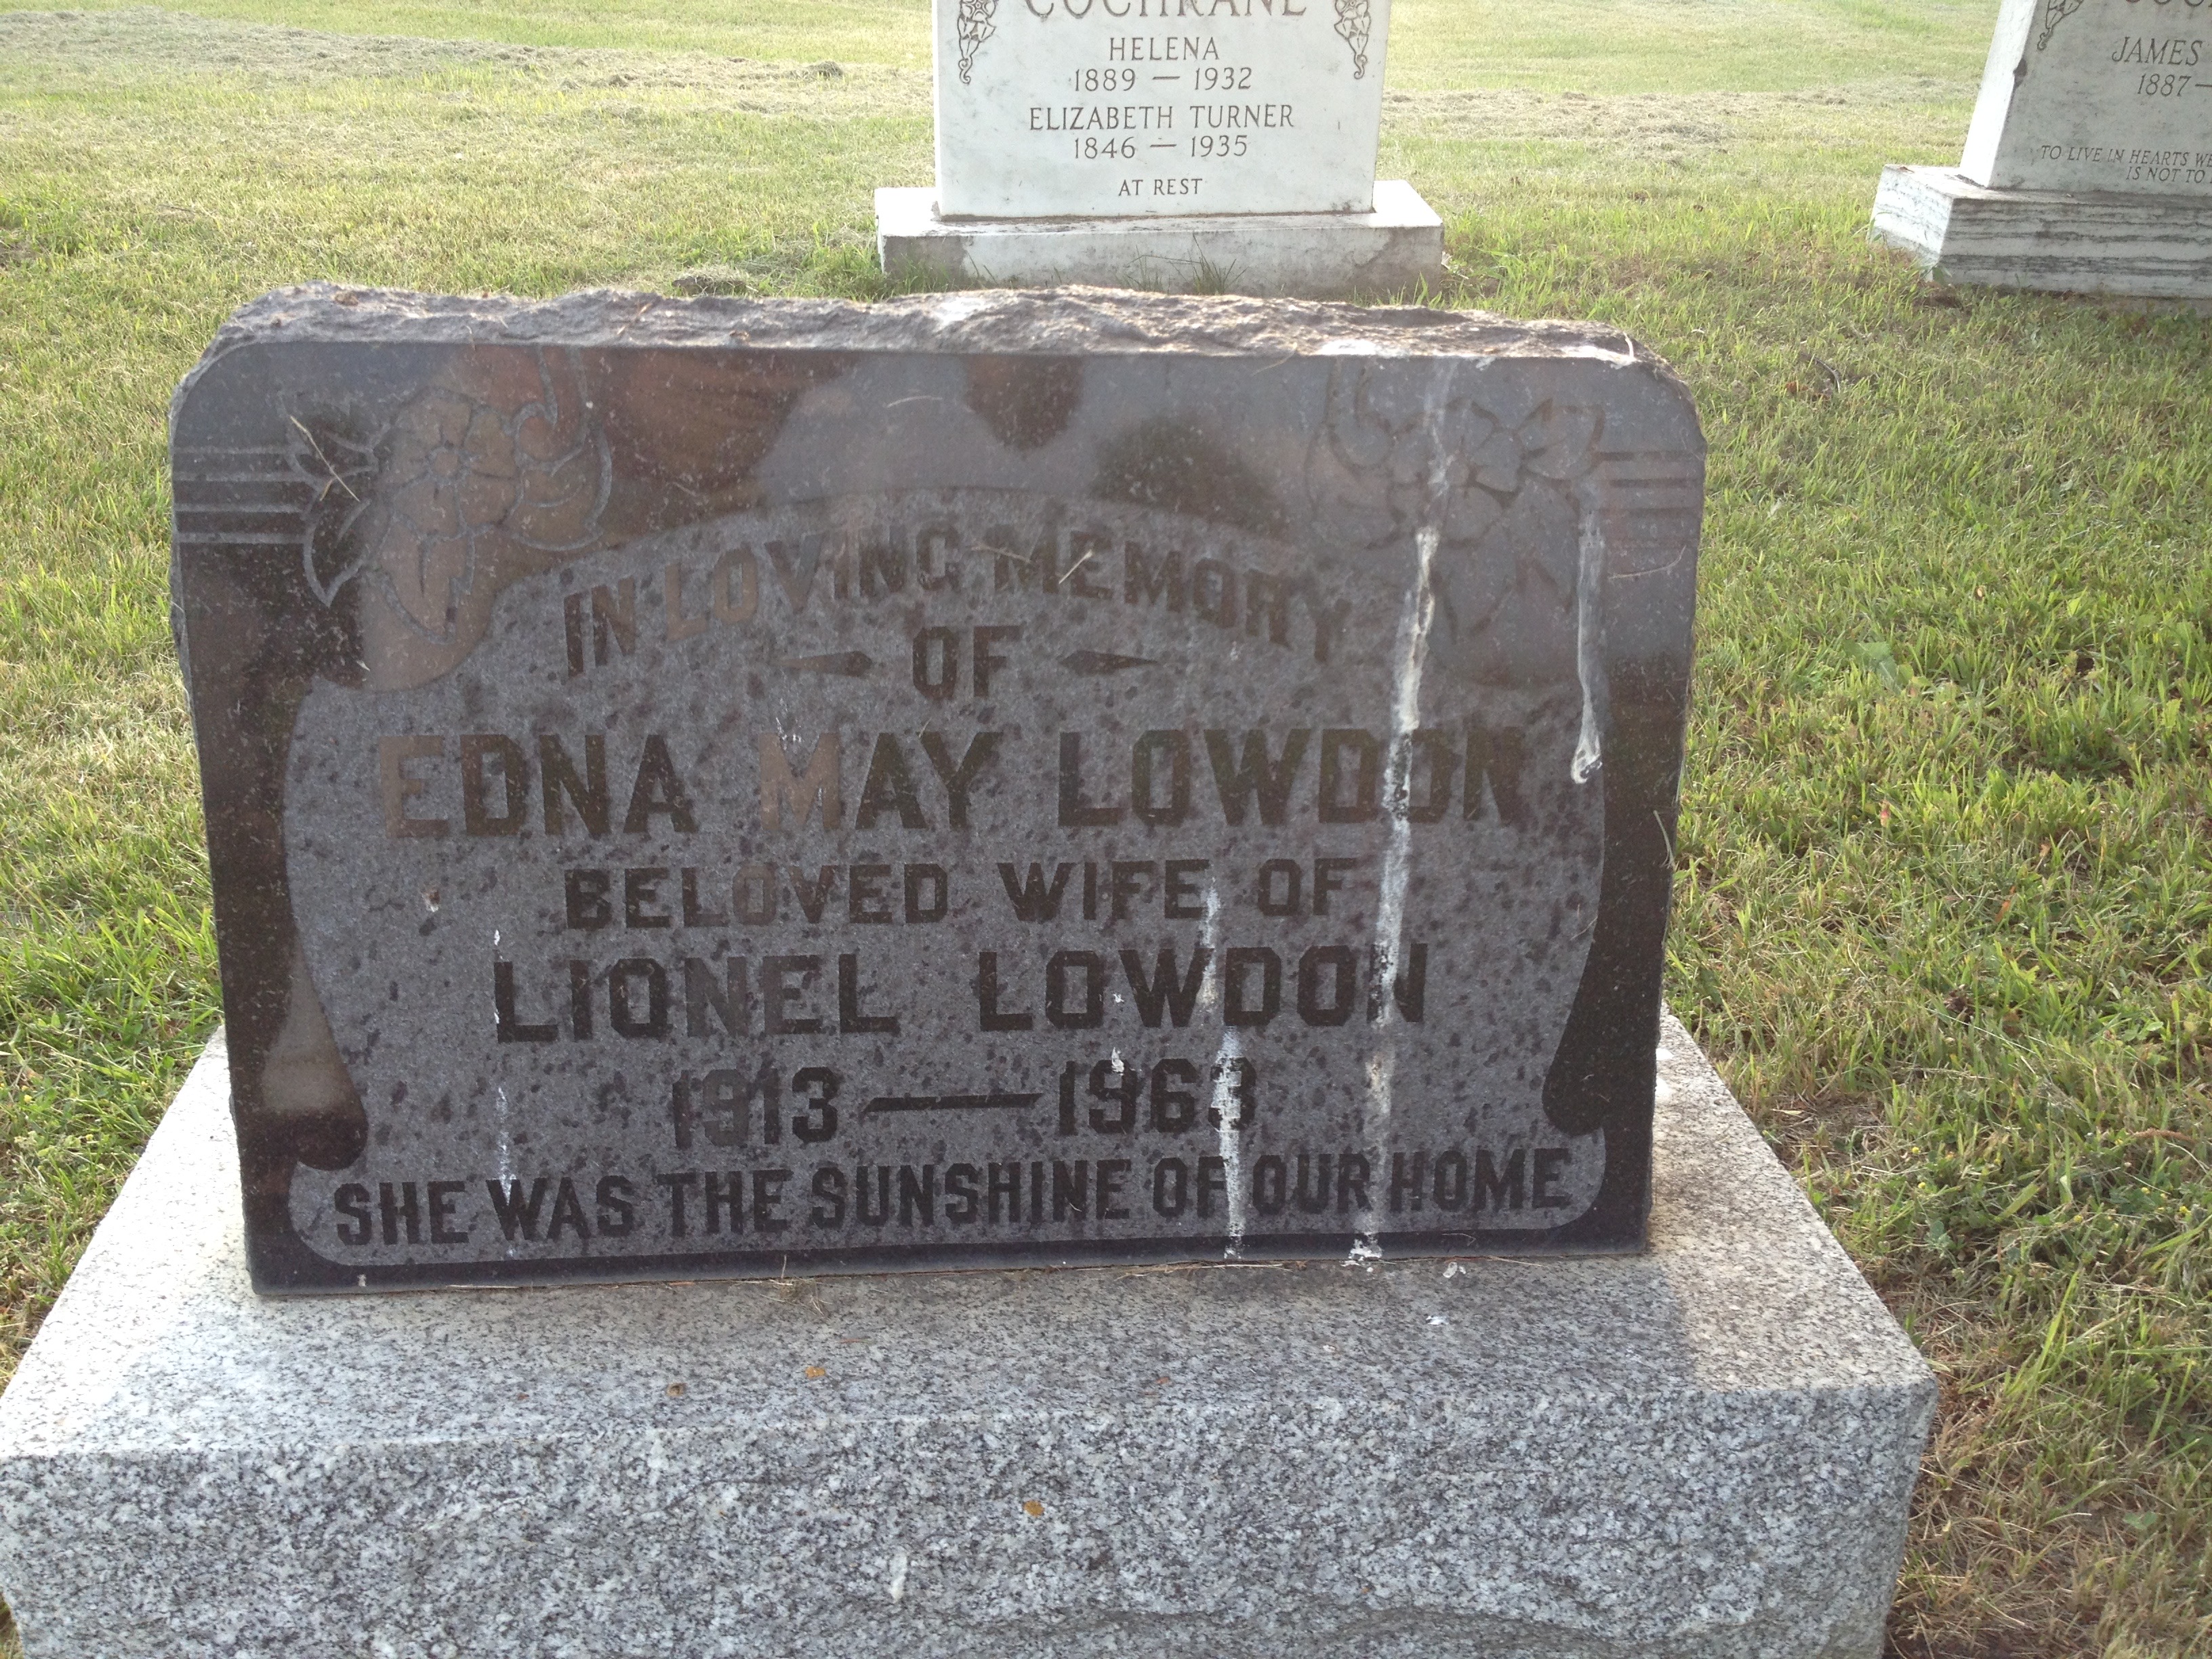 COCHRANE
HELENA
1889 — 1932
ELIZABETH TURNER
1846 — 1935
AT REST
JAMES
1887 —
TO LIVE IN HEARTS WE
IS NOT TO
IN LOVING MEMORY
OF
EDNA MAY LOWDON
BELOVED WIFE OF
LIONEL LOWDON
1913 — 1963
SHE WAS THE SUNSHINE OF OUR HOME